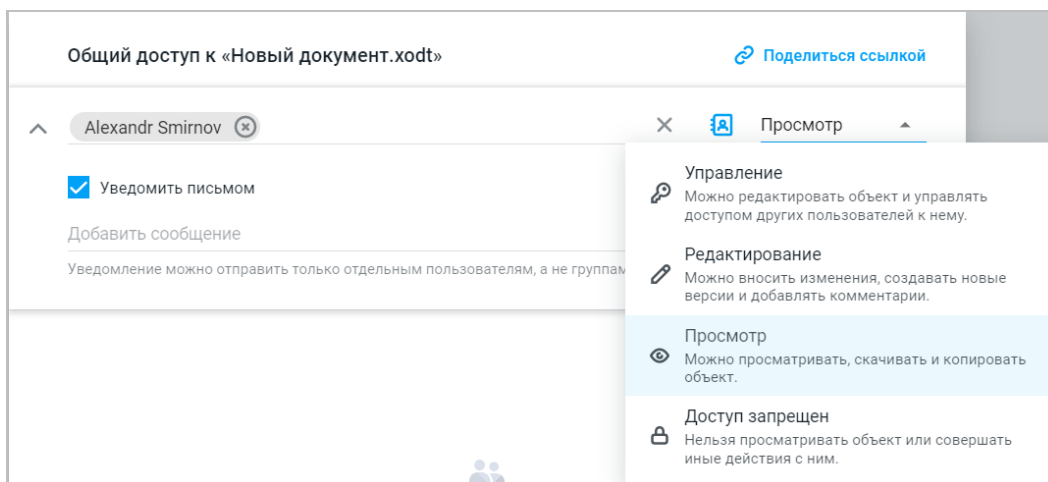 Общий доступ к «Новый документ.xodt»
Поделиться ссылкой
Alexandr Smirnov
Просмотр
Уведомить письмом
Добавить сообщение
Уведомление можно отправить только отдельным пользователям, а не группам
Управление
Можно редактировать объект и управлять
доступом других пользователей к нему.
Редактирование
Можно вносить изменения, создавать новые
версии и добавлять комментарии.
Просмотр
Можно просматривать, скачивать и копировать
объект.
Доступ запрещен
Нельзя просматривать объект или совершать
иные действия с ним.